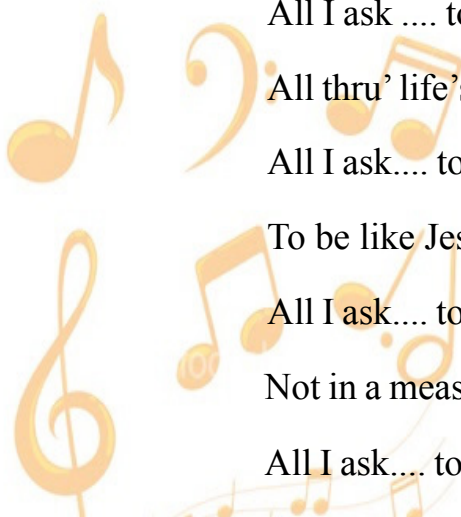 All I ask .... to
All thru’ life’s
All I ask.... to
To be like Jes
All I ask.... to
Not in a meas
All I ask.... to